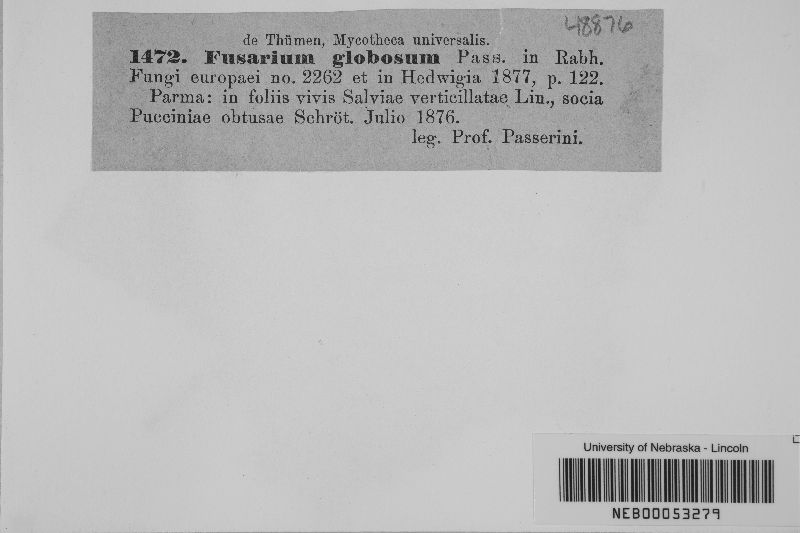 48876
de Thümen, Mycotheca universalis.
1472. Fusarium globosum Pass. in Rabh.
Fungi europaei no. 2262 et in Hedwigia 1877, p. 122.
Parma: in foliis vivis Salviae verticillatae Lin., socia
Pucciniae obtusae Schröt. Julio 1876.
leg. Prof. Passerini.
University of Nebraska - Lincoln
NEB00053279